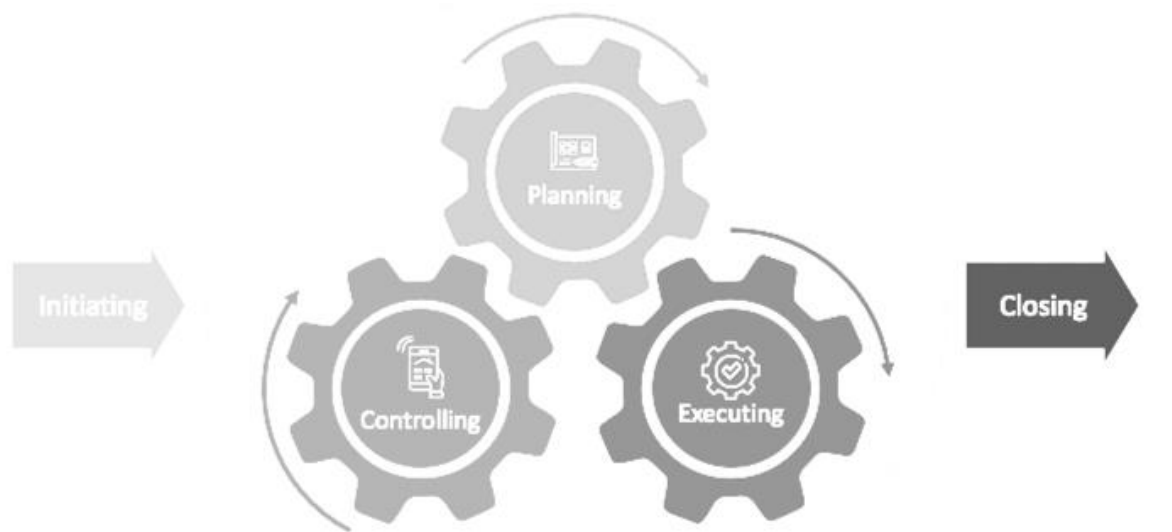 Planning
Initiating
Closing
Controlling
Executing